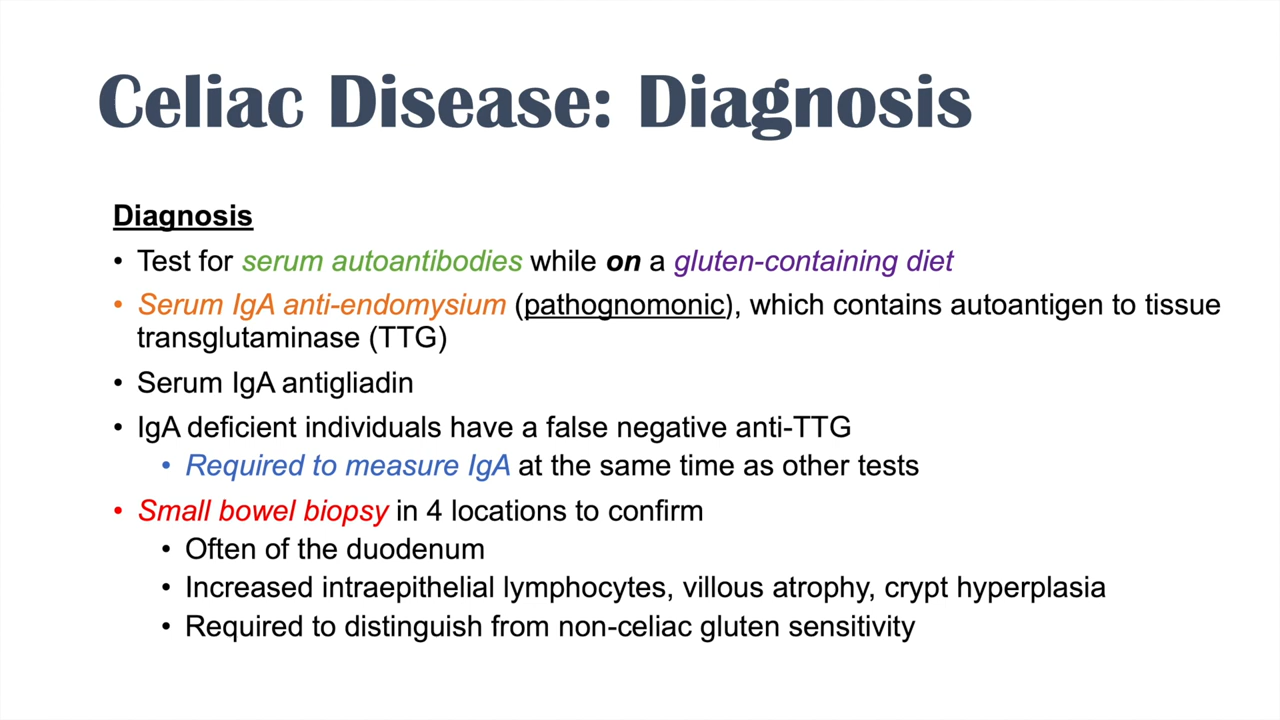 Celiac Disease: Diagnosis
Diagnosis
• Test for serum autoantibodies while on a gluten-containing diet
• Serum IgA anti-endomysium (pathognomonic), which contains autoantigen to tissue
transglutaminase (TTG)
• Serum IgA antigliadin
• IgA deficient individuals have a false negative anti-TTG
• Required to measure IgA at the same time as other tests
• Small bowel biopsy in 4 locations to confirm
• Often of the duodenum
• Increased intraepithelial lymphocytes, villous atrophy, crypt hyperplasia
• Required to distinguish from non-celiac gluten sensitivity